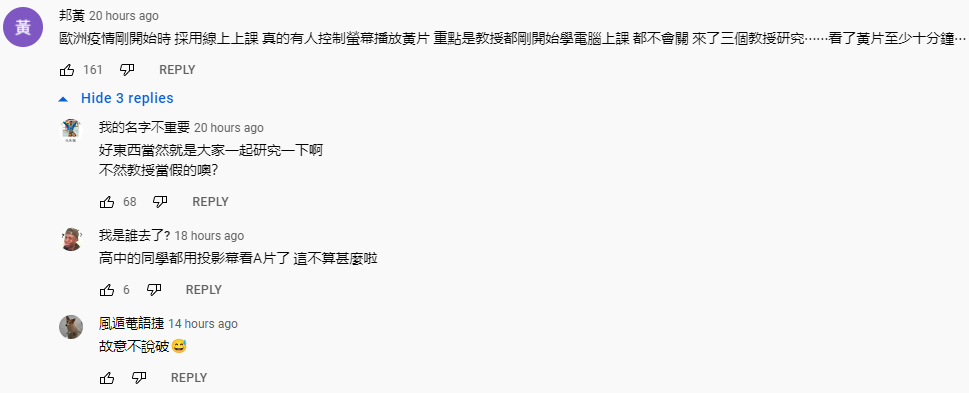 黃
邦黃 20 hours ago
歐洲疫情剛開始時 採用線上上課 真的有人控制螢幕播放黃片 重點是教授都剛開始學電腦上課 都不會關 來了三個教授研究⋯⋯看了黃片至少十分鐘⋯
161 REPLY
Hide 3 replies
我的名字不重要 20 hours ago
好東西當然就是大家一起研究一下啊
不然教授當假的噢?
68 REPLY
我是誰去了? 18 hours ago
高中的同學都用投影幕看A片了 這不算甚麼啦
6 REPLY
風遁菴語捷 14 hours ago
故意不說破😅
REPLY